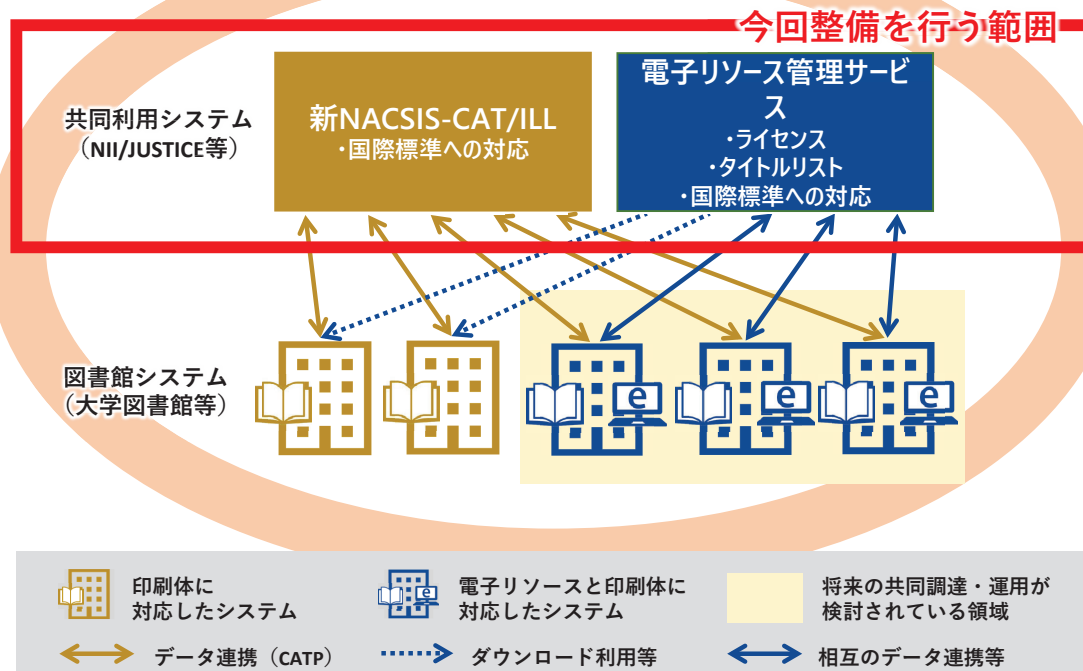 今回整備を行う範囲
共同利用システム
（NII/JUSTICE等）
新NACSIS-CAT/ILL
・国際標準への対応
電子リソース管理サービ
ス
・ライセンス
・タイトルリスト
・国際標準への対応
図書館システム
（大学図書館等）
e
e
e
印刷体に
対応したシステム
e
電子リソースと印刷体に
対応したシステム
将来の共同調達・運用が
検討されている領域
データ連携（CATP）
ダウンロード利用等
相互のデータ連携等